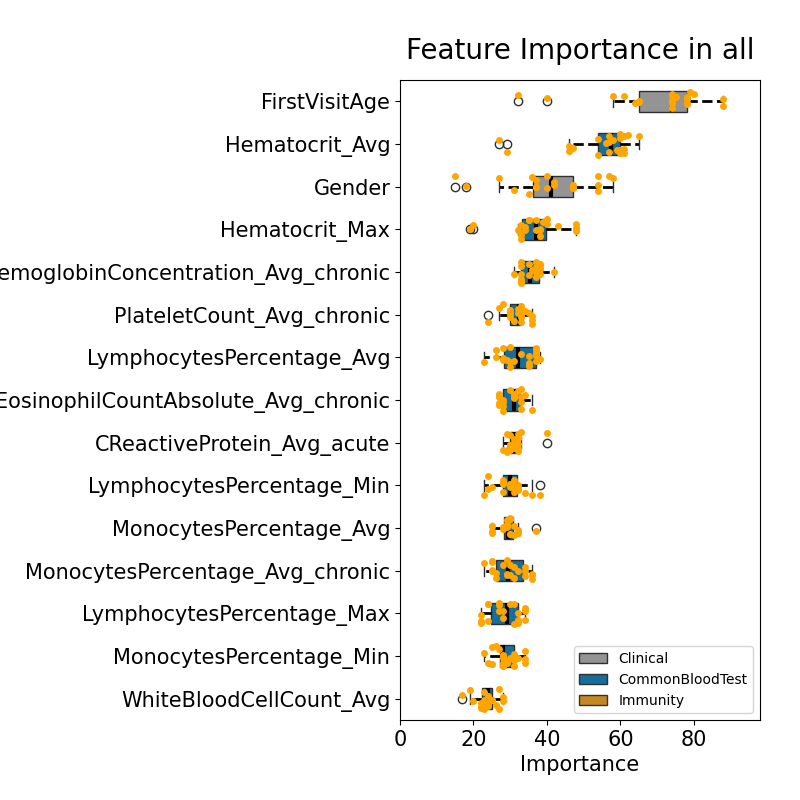 Feature Importance in all
FirstVisitAge
Hematocrit_Avg
Gender
Hematocrit_Max
emoglobinConcentration_Avg_chronic
PlateletCount_Avg_chronic
LymphocytesPercentage_Avg
EosinophilCountAbsolute_Avg_chronic
CReactiveProtein_Avg_acute
LymphocytesPercentage_Min
MonocytesPercentage_Avg
MonocytesPercentage_Avg_chronic
LymphocytesPercentage_Max
MonocytesPercentage_Min
WhiteBloodCellCount_Avg
Clinical
CommonBloodTest
Immunity
0 20 40 60 80
Importance